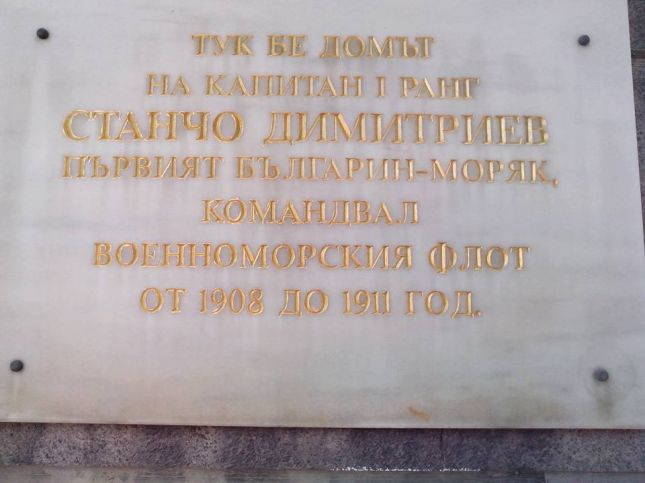 ТУК БЕ ДОМЪТ
НА КАПИТАН I РАНГ
СТАНЧО ДИМИТРИЕВ
ПЪРВИЯТ БЪЛГАРИН-МОРЯК,
КОМАНДВАЛ
ВОЕННОМОРСКИЯ ФЛОТ
ОТ 1908 ДО 1911 ГОД.